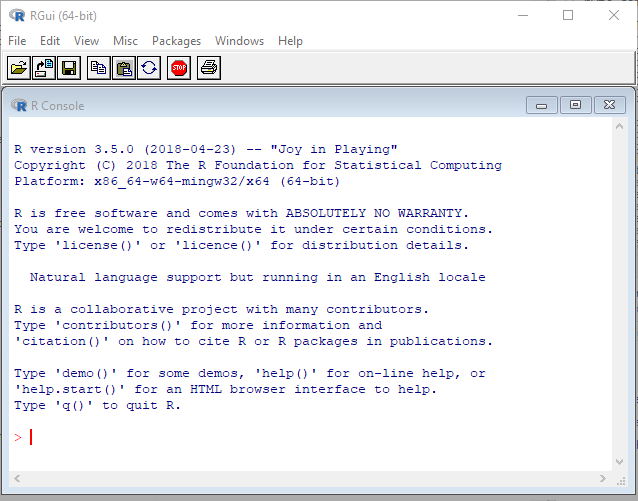 RGui (64-bit)
File Edit View Misc Packages Windows Help
STOP
R Console
R version 3.5.0 (2018-04-23) -- "Joy in Playing"
Copyright (C) 2018 The R Foundation for Statistical Computing
Platform: x86_64-w64-mingw32/x64 (64-bit)
R is free software and comes with ABSOLUTELY NO WARRANTY.
You are welcome to redistribute it under certain conditions.
Type 'license()' or 'licence()' for distribution details.
Natural language support but running in an English locale
R is a collaborative project with many contributors.
Type 'contributors()' for more information and
'citation()' on how to cite R or R packages in publications.
Type 'demo()' for some demos, 'help()' for on-line help, or
'help.start()' for an HTML browser interface to help.
Type 'q()' to quit R.
>